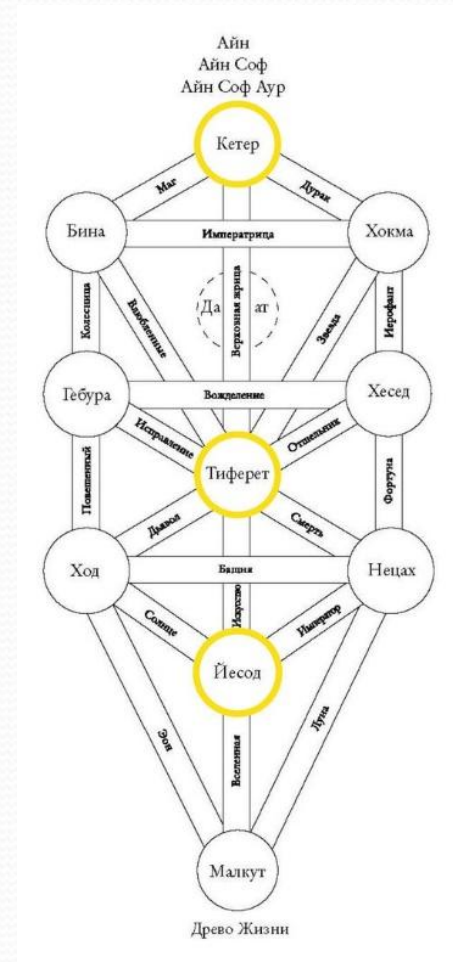 Айн
Айн Соф
Айн Соф Аур
Кетер
Маг
Дурак
Бина
Императрица
Хокма
Колесница
Влюбленные
Да
Верховная жрица
ат
Звезда
Иерофант
Гебура
Вожделение
Хесед
Исправление
Отшельник
Тиферет
Повешенный
Фортуна
Дьявол
Смерть
Ход
Башня
Нецах
Искусство
Солнце
Император
Йесод
Эон
Вселенная
Луна
Малкут
Древо Жизни